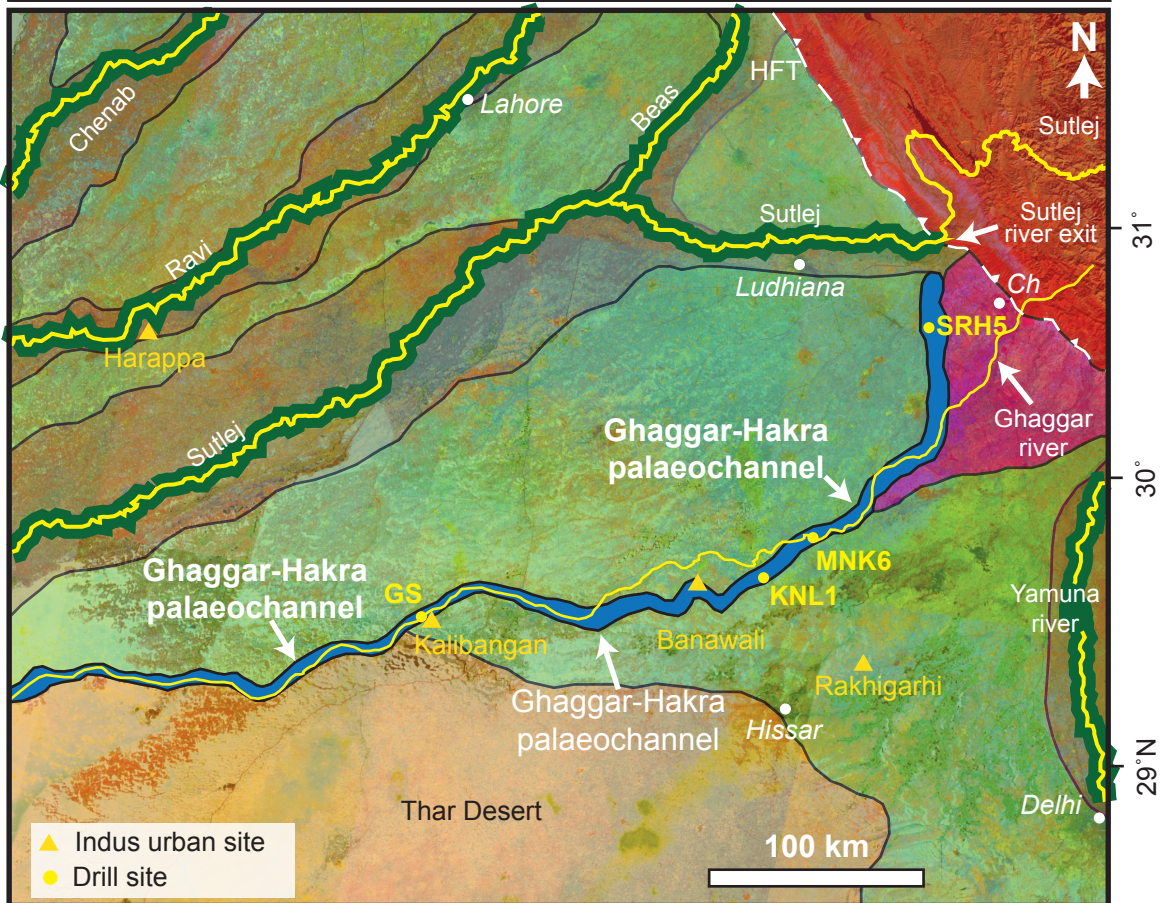 N
HFT
Chenab
Lahore
Beas
Sutlej
Sutlej
river exit
Sutlej
31°
Ravi
Ludhiana
Ch
SRH5
Harappa
Ghaggar
river
Ghaggar-Hakra
palaeochannel
Sutlej
30°
MNK6
KNL1
Ghaggar-Hakra
palaeochannel
GS
Kalibangan
Banawali
Yamuna
river
Rakhigarhi
Ghaggar-Hakra
palaeochannel
Hissar
29°N
Delhi
Thar Desert
100 km
Indus urban site
Drill site